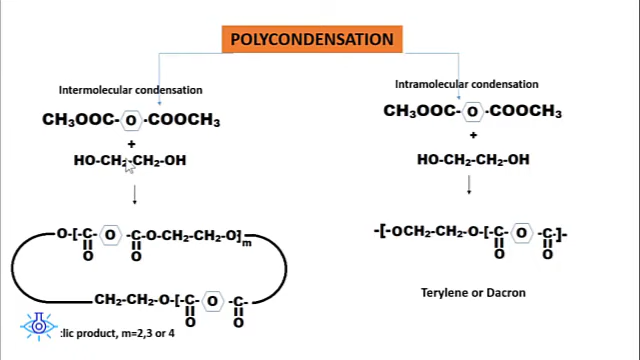 POLYCONDENSATION
Intermolecular condensation
CH₃OOC-O-COOCH₃
+
HO-CH₂-CH₂-OH
O-[-C-O-C-O-CH₂-CH₂-O]m
O O
CH₂-CH₂-O-[-C-O-C-
O O
clic product, m=2,3 or 4
Intramolecular condensation
CH₃OOC-O-COOCH₃
+
HO-CH₂-CH₂-OH
-[-OCH₂-CH₂-O-[-C-O-C-]-
O O
Terylene or Dacron